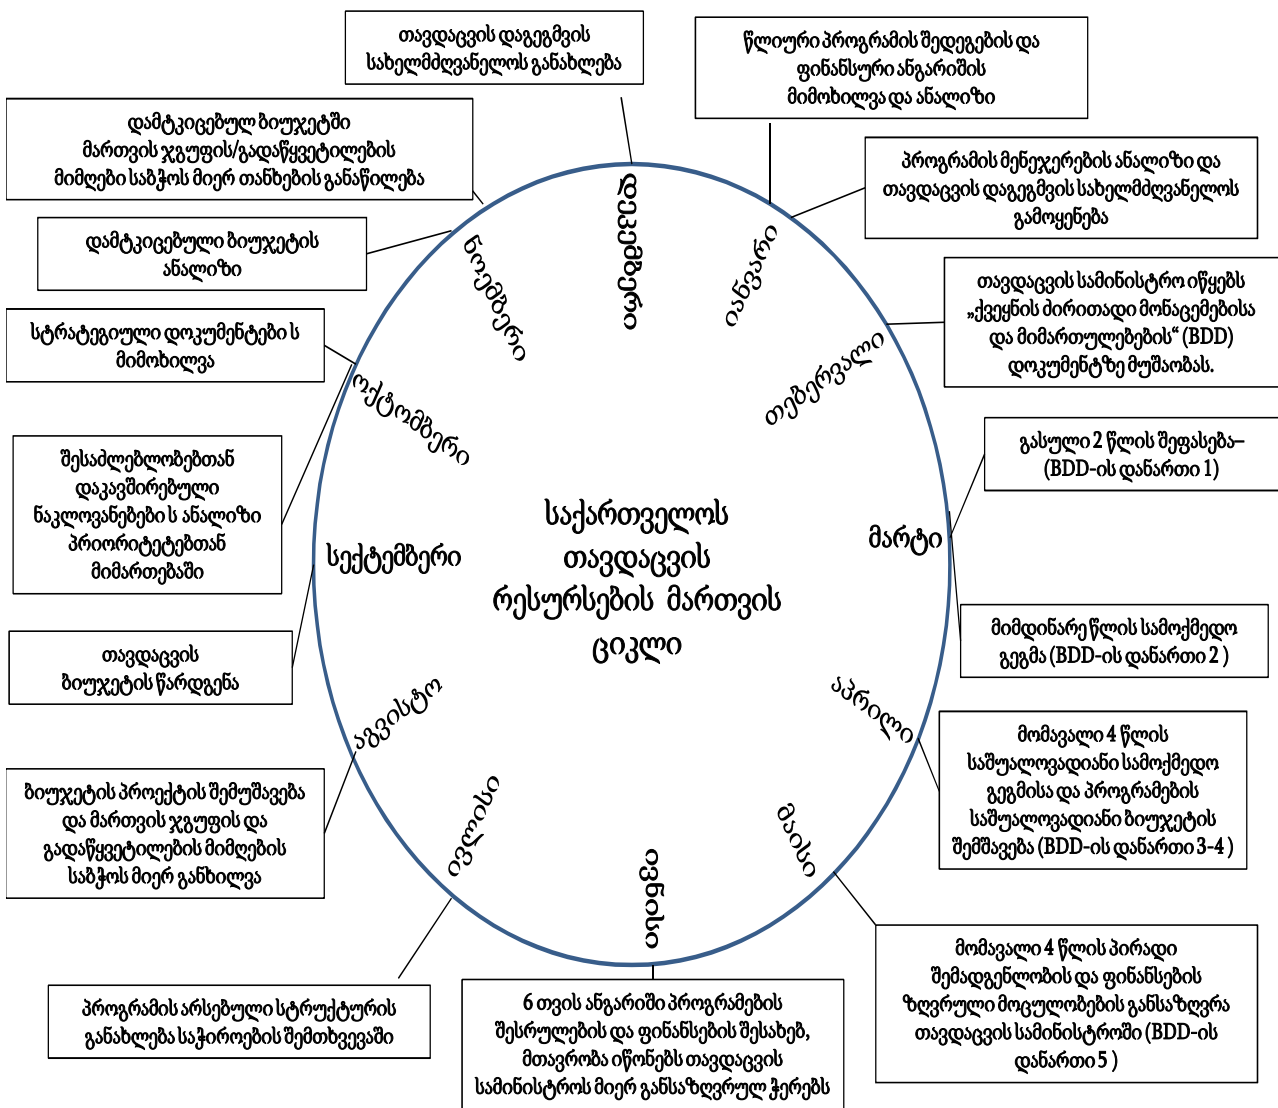 თავდაცვის დაგეგმვის
სახელმძღვანელოს განახლება
წლიური პროგრამის შედეგების და
ფინანსური ანგარიშის
მიმოხილვა და ანალიზი
დამტკიცებულ ბიუჯეტში
მართვის ჯგუფის/გადაწყვეტილების
მიმღები საბჭოს მიერ თანხების განაწილება
პროგრამის მენეჯერების ანალიზი და
თავდაცვის დაგეგმვის სახელმძღვანელოს
გამოყენება
დამტკიცებული ბიუჯეტის
ანალიზი
თავდაცვის სამინისტრო იწყებს
„ქვეყნის ძირითადი მონაცემებისა
და მიმართულებების“ (BDD)
დოკუმენტზე მუშაობას.
სტრატეგიული დოკუმენტები ს
მიმოხილვა
გასული 2 წლის შეფასება–
(BDD-ის დანართი 1)
შესაძლებლობებთან
დაკავშირებული
ნაკლოვანებები ს ანალიზი
პრიორიტეტებთან
მიმართებაში
მიმდინარე წლის სამოქმედო
გეგმა (BDD-ის დანართი 2 )
თავდაცვის
ბიუჯეტის წარდგენა
მომავალი 4 წლის
საშუალოვადიანი სამოქმედო
გეგმისა და პროგრამების
საშუალოვადიანი ბიუჯეტის
შემშავება (BDD-ის დანართი 3-4 )
ბიუჯეტის პროექტის შემუშავება
და მართვის ჯგუფის და
გადაწყვეტილების მიმღების
საბჭოს მიერ განხილვა
მომავალი 4 წლის პირადი
შემადგენლობის და ფინანსების
ზღვრული მოცულობების განსაზღვრა
თავდაცვის სამინისტროში (BDD-ის
დანართი 5 )
პროგრამის არსებული სტრუქტურის
განახლება საჭიროების შემთხვევაში
6 თვის ანგარიში პროგრამების
შესრულების და ფინანსების შესახებ,
მთავრობა იწონებს თავდაცვის
სამინისტროს მიერ განსაზღვრულ ჭერებს
დეკემბერი
იანვარი
თებერვალი
მარტი
აპრილი
მაისი
ივნისი
ივლისი
აგვისტო
სექტემბერი
ოქტომბერი
ნოემბერი
საქართველოს
თავდაცვის
რესურსების მართვის
ციკლი